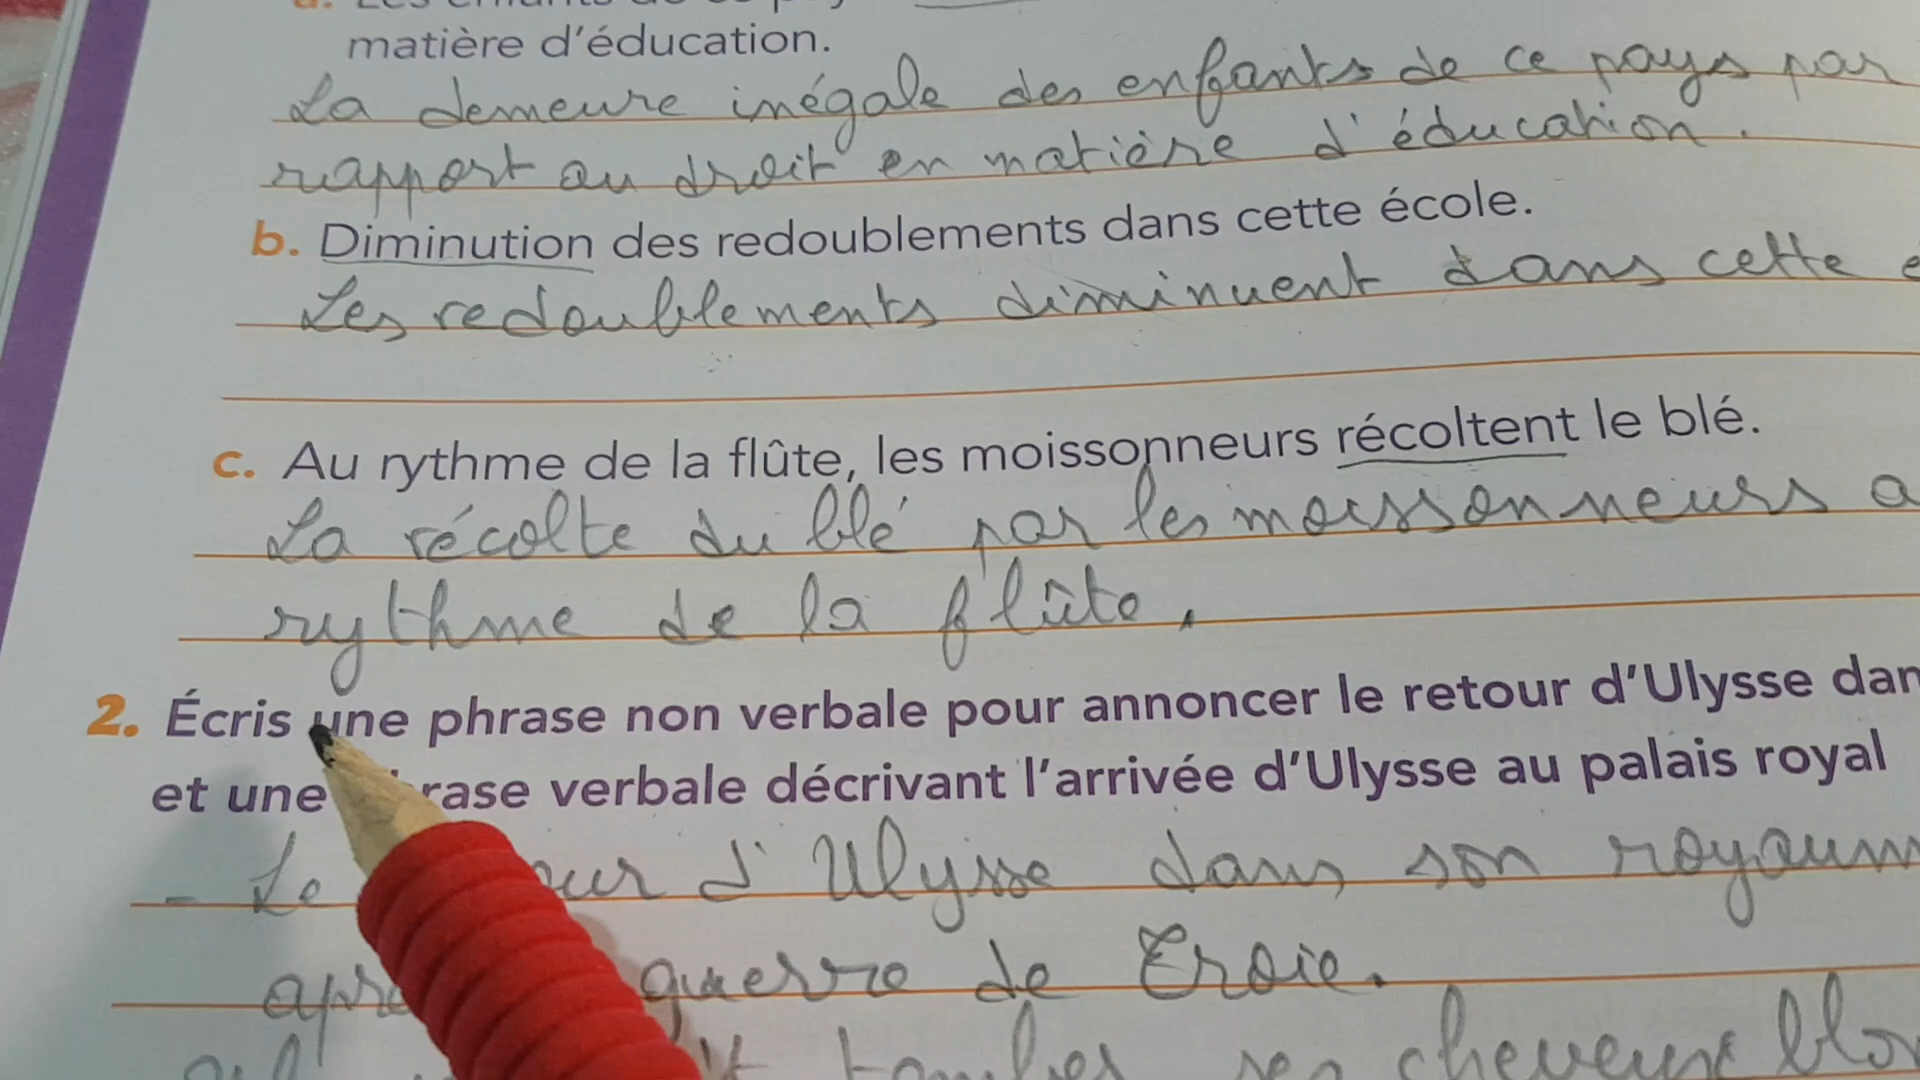 matière d'éducation.
La demeure inégale des enfants de ce pays par
rapport au droit en matière d'éducation.
b. Diminution des redoublements dans cette école.
Les redoublements diminuent dans cette
c. Au rythme de la flûte, les moissonneurs récoltent le blé.
La récolte du blé par les moissonneurs
rythme de la flûte.
2. Écris une phrase non verbale pour annoncer le retour d'Ulysse
et une verbale décrivant l'arrivée d'Ulysse au palais royal
- Le d'Ulysse dans son
guerre de Troie.
tomber ses cheveux